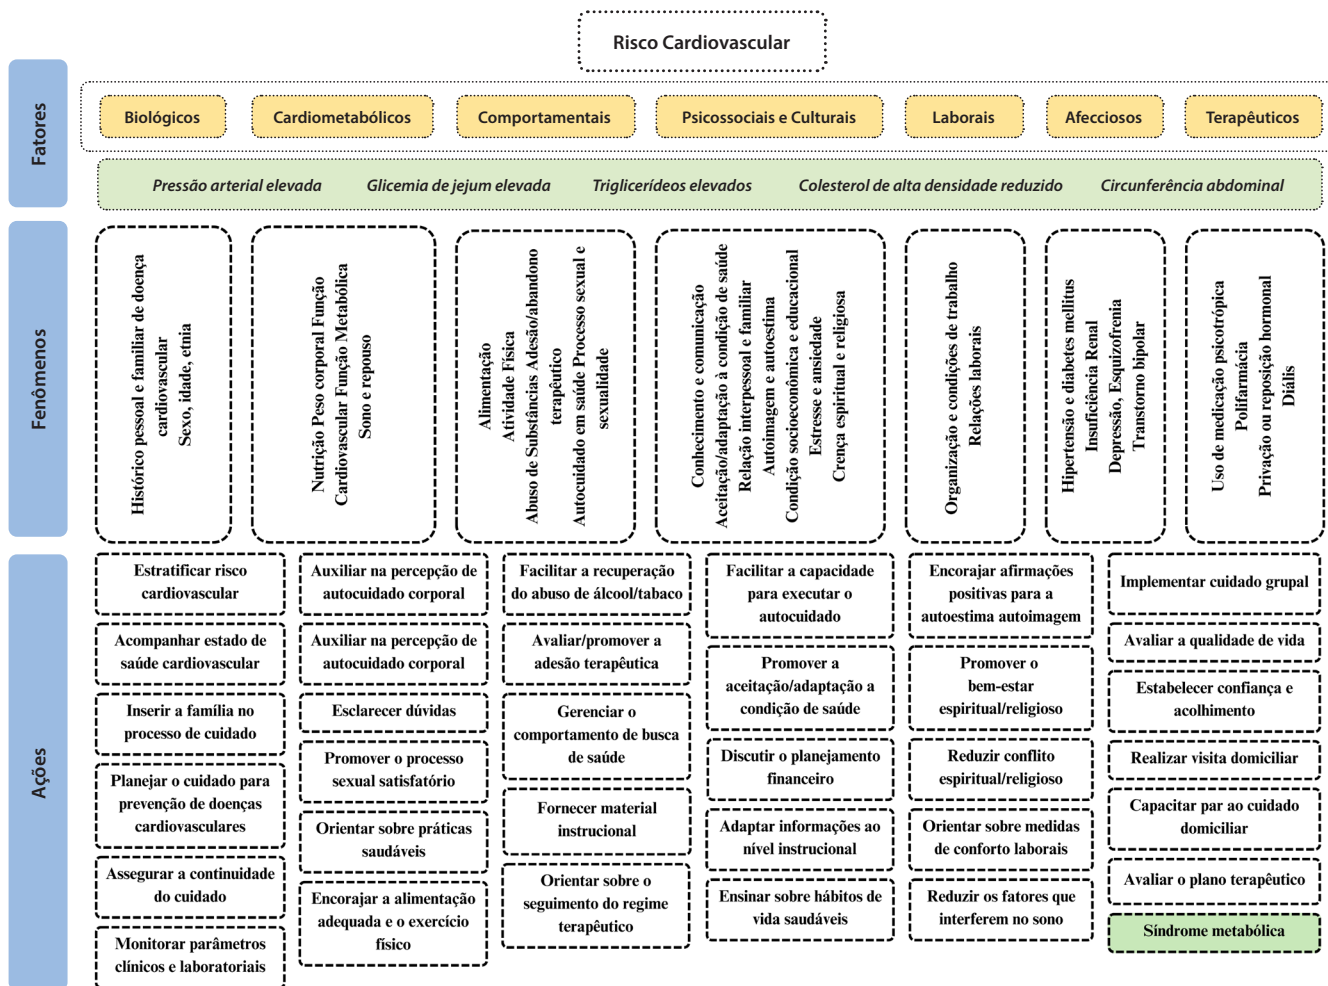 Risco Cardiovascular
Fatores
Biológicos
Cardiometabólicos
Comportamentais
Psicossociais e Culturais
Laborais
Afecciosos
Terapêuticos
Pressão arterial elevada
Glicemia de jejum elevada
Triglicerídeos elevados
Colesterol de alta densidade reduzido
Circunferência abdominal
Fenômenos
Histórico pessoal e familiar de doença
cardiovascular
Sexo, idade, etnia
Nutrição Peso corporal Função
Cardiovascular Função Metabólica
Sono e repouso
Alimentação
Atividade Física
Abuso de Substâncias Adesão/abandono
terapêutico
Autocuidado em saúde Processo sexual e
sexualidade
Conhecimento e comunicação
Aceitação/adaptação à condição de saúde
Relação interpessoal e familiar
Autoimagem e autoestima
Condição socioeconômica e educacional
Estresse e ansiedade
Crença espiritual e religiosa
Organização e condições de trabalho
Relações laborais
Hipertensão e diabetes mellitus
Insuficiência Renal
Depressão, Esquizofrenia
Transtorno bipolar
Uso de medicação psicotrópica
Polifarmácia
Privação ou reposição hormonal
Diális
Ações
Estratificar risco
cardiovascular
Acompanhar estado de
saúde cardiovascular
Inserir a família no
processo de cuidado
Planejar o cuidado para
prevenção de doenças
cardiovasculares
Assegurar a continuidade
do cuidado
Monitorar parâmetros
clínicos e laboratoriais
Auxiliar na percepção de
autocuidado corporal
Auxiliar na percepção de
autocuidado corporal
Esclarecer dúvidas
Promover o processo
sexual satisfatório
Orientar sobre práticas
saudáveis
Encorajar a alimentação
adequada e o exercício
físico
Facilitar a recuperação
do abuso de álcool/tabaco
Avaliar/promover a
adesão terapêutica
Gerenciar o
comportamento de busca
de saúde
Fornecer material
instrucional
Orientar sobre o
seguimento do regime
terapêutico
Facilitar a capacidade
para executar o
autocuidado
Promover a
aceitação/adaptação a
condição de saúde
Discutir o planejamento
financeiro
Adaptar informações ao
nível instrucional
Ensinar sobre hábitos de
vida saudáveis
Encorajar afirmações
positivas para a
autoestima autoimagem
Promover o
bem-estar
espiritual/religioso
Reduzir conflito
espiritual/religioso
Orientar sobre medidas
de conforto laborais
Reduzir os fatores que
interferem no sono
Implementar cuidado grupal
Avaliar a qualidade de vida
Estabelecer confiança e
acolhimento
Realizar visita domiciliar
Capacitar par ao cuidado
domiciliar
Avaliar o plano terapêutico
Síndrome metabólica